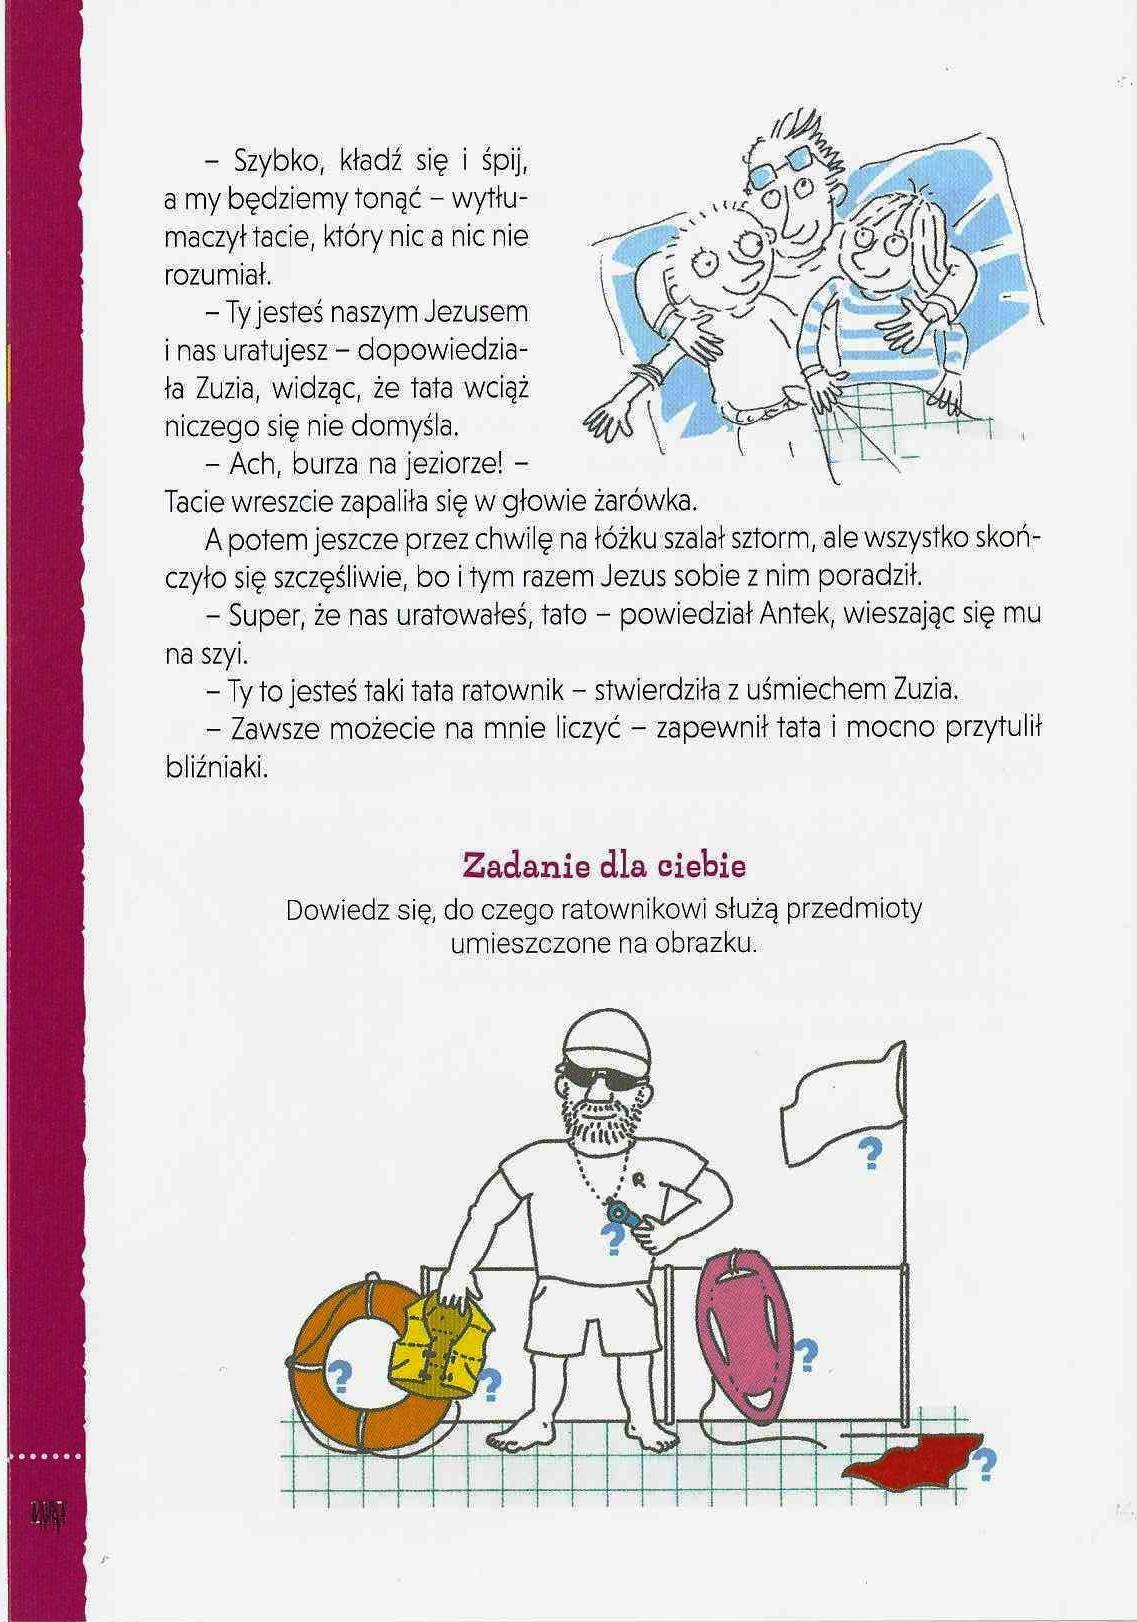 – Szybko, kładź się i śpij,
a my będziemy tonąć – wytłu-
maczył tacie, który nic a nic nie
rozumiał.
– Ty jesteś naszym Jezusem
i nas uratujesz – dopowiedzia-
ła Zuzia, widząc, że tata wciąż
niczego się nie domyśla.
– Ach, burza na jeziorze! –
Tacie wreszcie zapaliła się w głowie żarówka.
A potem jeszcze przez chwilę na łóżku szalał sztorm, ale wszystko skoń-
czyło się szczęśliwie, bo i tym razem Jezus sobie z nim poradził.
– Super, że nas uratowałeś, tato – powiedział Antek, wieszając się mu
na szyi.
– Ty to jesteś taki tata ratownik – stwierdziła z uśmiechem Zuzia.
– Zawsze możecie na mnie liczyć – zapewnił tata i mocno przytulił
bliźniaki.
Zadanie dla ciebie
Dowiedz się, do czego ratownikowi służą przedmioty
umieszczone na obrazku.
?
R
?
?
?
?
?